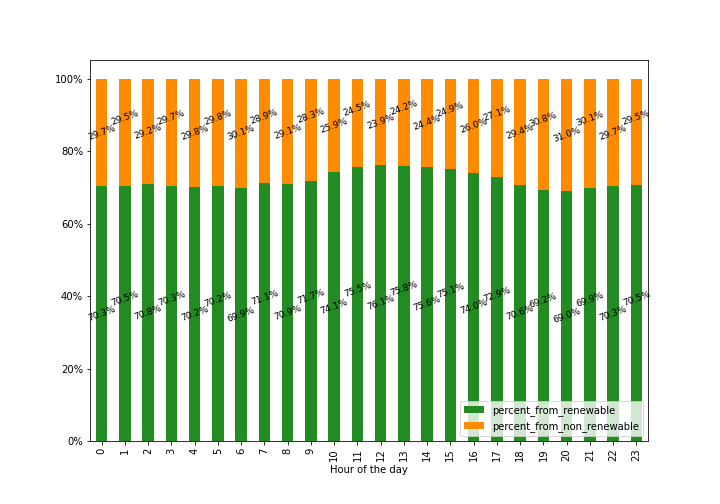 100%
29.7% 29.5% 29.2% 29.7% 29.8% 29.8% 30.1% 28.9% 29.1% 28.3% 25.9% 24.5% 23.9% 24.2% 24.4% 24.9% 26.0% 27.1% 29.4% 30.8% 31.0% 30.1% 29.7% 29.5%
80%
60%
40%
70.3% 70.5% 70.8% 70.3% 70.2% 70.2% 69.9% 71.1% 70.9% 71.7% 74.1% 75.5% 76.1% 75.8% 75.6% 75.1% 74.0% 72.9% 70.6% 69.2% 69.0% 69.9% 70.3% 70.5%
20%
percent_from_renewable
percent_from_non_renewable
0%
0 1 2 3 4 5 6 7 8 9 10 11 12 13 14 15 16 17 18 19 20 21 22 23
Hour of the day